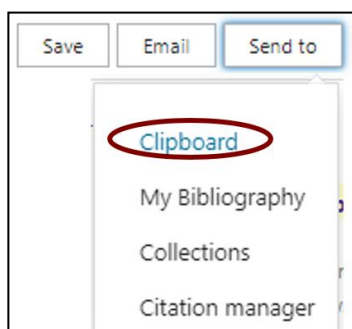 Save Email Send to
Clipboard
My Bibliography
Collections
Citation manager